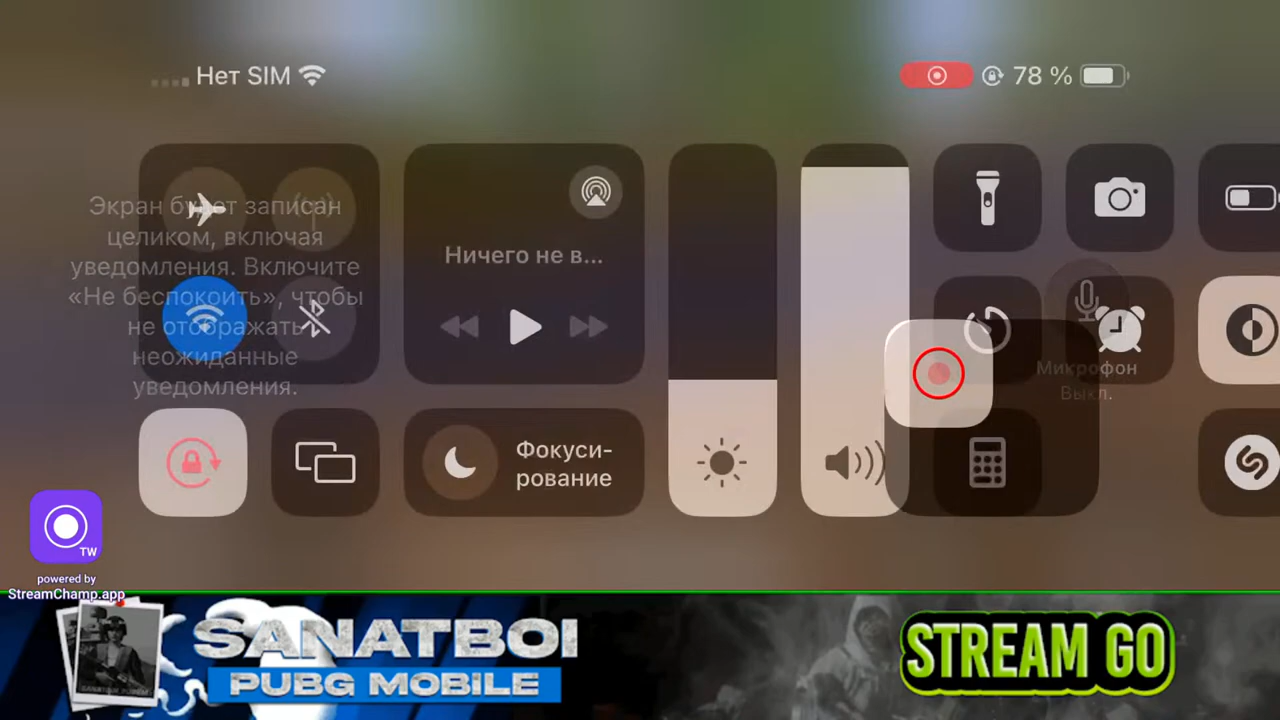 Нет SIM
78 %
Экран будет записан
целиком, включая
уведомления. Включите
«Не беспокоить», чтобы
не отображать
неожиданные
уведомления.
Ничего не в...
Микрофон
Выкл.
Фокуси-
рование
TW
powered by
StreamChamp.app
SANATBOI
PUBG MOBILE
STREAM GO